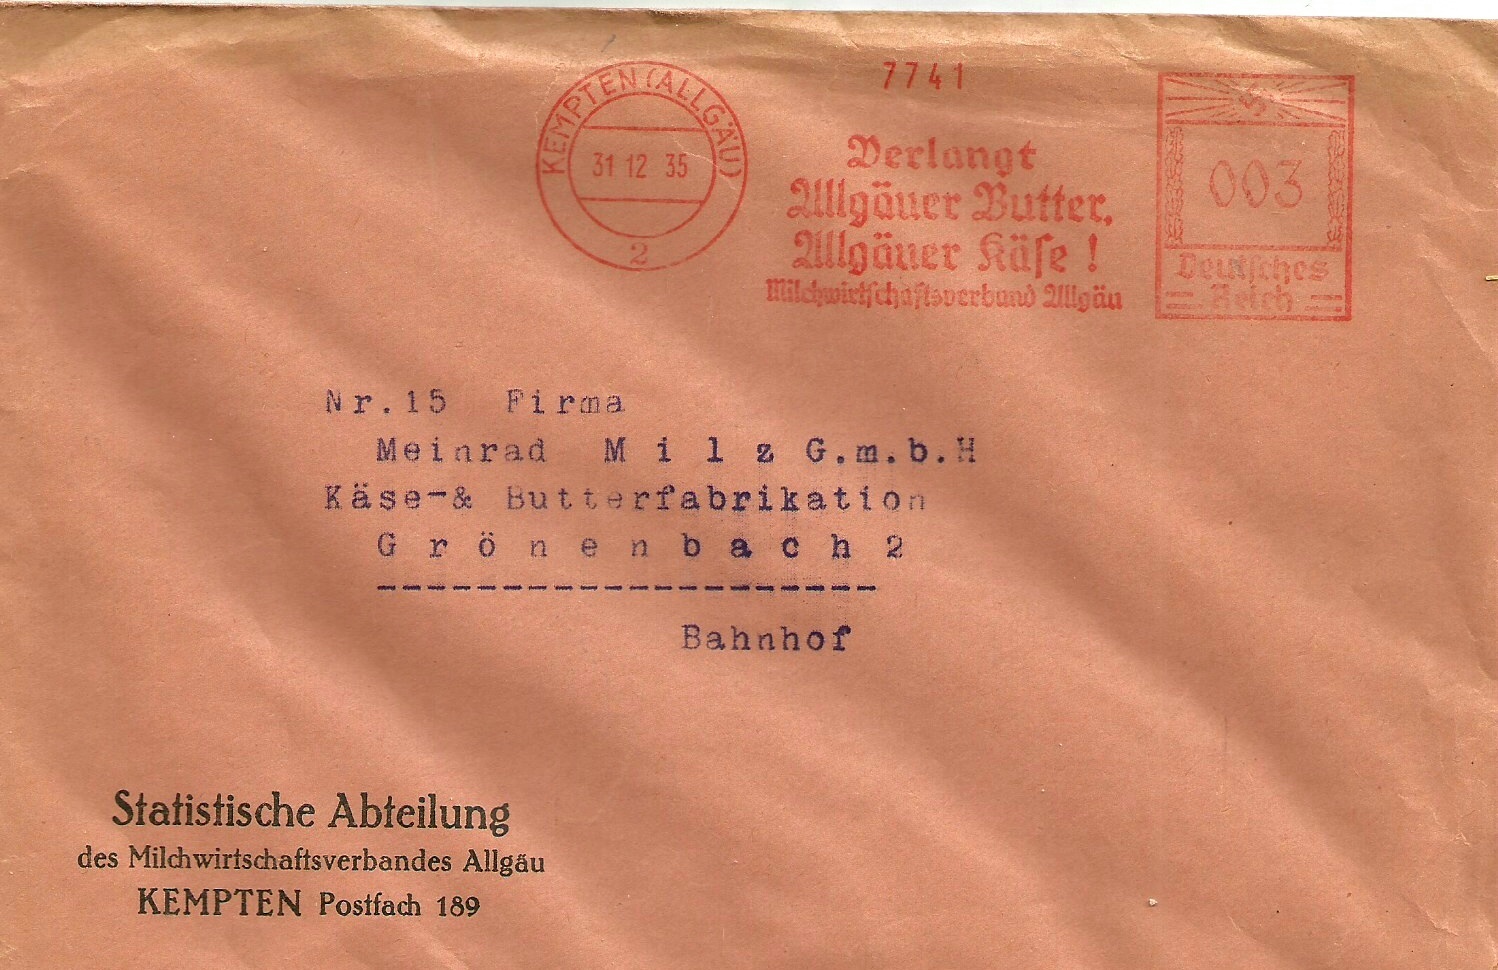 KEMPTEN (ALLGÄU)
31 12 35
2
7741
Verlangt
Allgäuer Butter,
Allgäuer Käse !
Milchwirtschaftsverband Allgäu
003
Deutsches
Reich
Nr.15 Firma
Meinrad M i l z G.m.b.H
Käse-& Butterfabrikation
G r ö n e n b a c h 2
--------------------
Bahnhof
Statistische Abteilung
des Milchwirtschaftsverbandes Allgäu
KEMPTEN Postfach 189